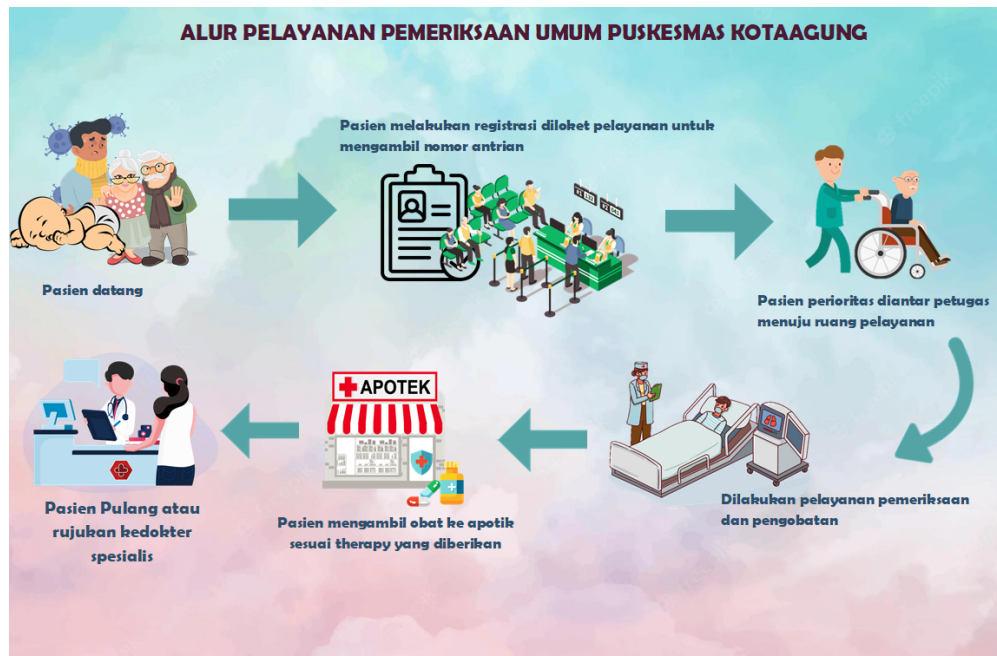 ALUR PELAYANAN PEMERIKSAAN UMUM PUSKESMAS KOTAAGUNG
Pasien datang
Pasien melakukan registrasi diloket pelayanan untuk
mengambil nomor antrian
Pasien perioritas diantar petugas
menuju ruang pelayanan
Dilakukan pelayanan pemeriksaan
dan pengobatan
APOTEK
Pasien mengambil obat ke apotik
sesuai therapy yang diberikan
Pasien Pulang atau
rujukan kedokter
spesialis